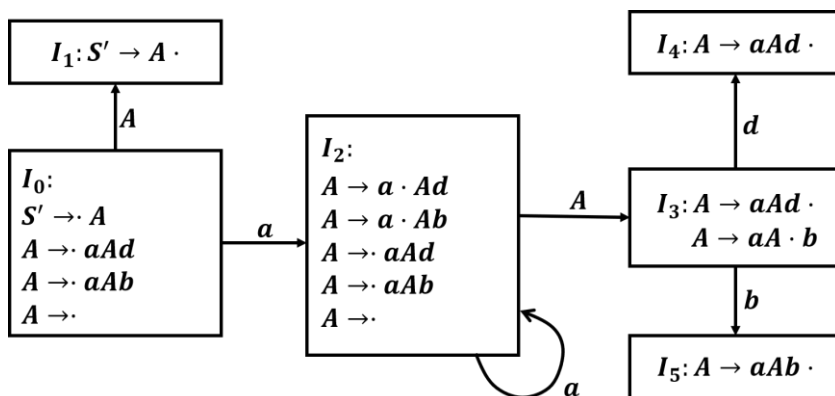 I₁: S′ → A ·
A
I₀:
S′ →· A
A →· aAd
A →· aAb
A →·
a
I₂:
A → a · Ad
A → a · Ab
A →· aAd
A →· aAb
A →·
a
A
I₄: A → aAd ·
d
I₃: A → aAd ·
A → aA · b
b
I₅: A → aAb ·